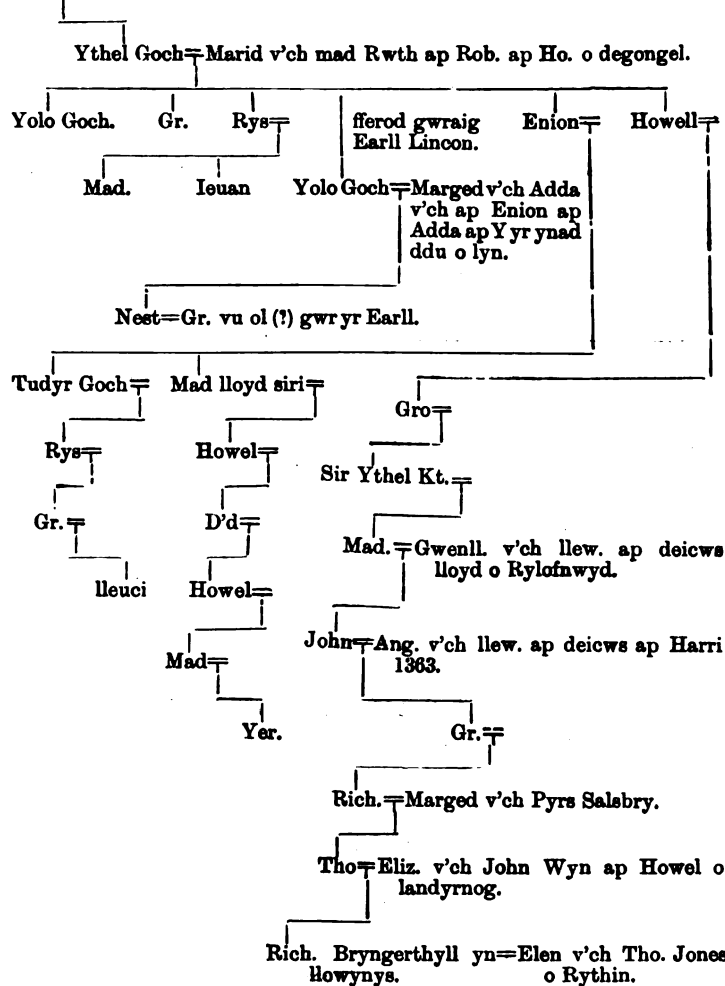 Ythel Goch=Marid v'ch mad Rwth ap Rob. ap Ho. o degongel.
Yolo Goch. Gr. Rys= fferod gwraig Enion= Howell=
Earll Lincon.
Mad. Ieuan Yolo Goch=Marged v'ch Adda
v'ch ap Enion ap
Adda ap Y yr ynad
ddu o lyn.
Nest=Gr. vu ol (?) gwr yr Earll.
Tudyr Goch= Mad lloyd siri=
Gro=
Rys= Howel=
Sir Ythel Kt.=
Gr.= D'd=
Mad.=Gwenll. v'ch llew. ap deicws
lloyd o Rylofnwyd.
lleuci Howel=
John=Ang. v'ch llew. ap deicws ap Harri
1363.
Mad=
Yer. Gr.=
Rich.=Marged v'ch Pyrs Salsbry.
Tho=Eliz. v'ch John Wyn ap Howel o
landyrnog.
Rich. Bryngerthyll yn=Elen v'ch Tho. Jones
llowynys. o Rythin.